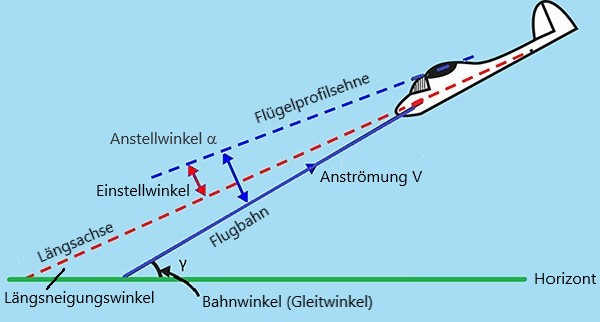 Flügelprofilsehne
Anstellwinkel α
Einstellwinkel
Anströmung V
Flugbahn
Längsachse
γ
Horizont
Längsneigungswinkel
Bahnwinkel (Gleitwinkel)